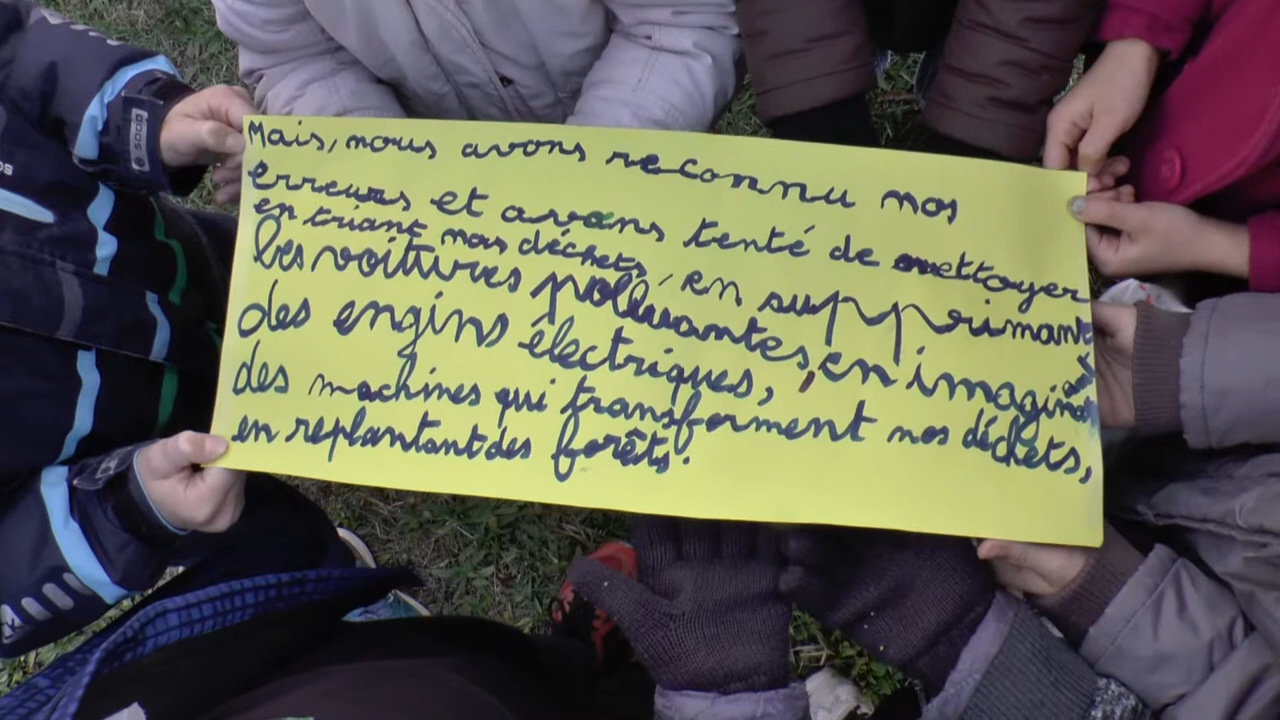 Mais, nous avons reconnu nos
erreurs et avons tenté de nettoyer
en triant nos déchets, en supprimant
les voitures polluantes, en imaginant
des engins électriques,
des machines qui transforment nos déchets,
en replantant des forêts.